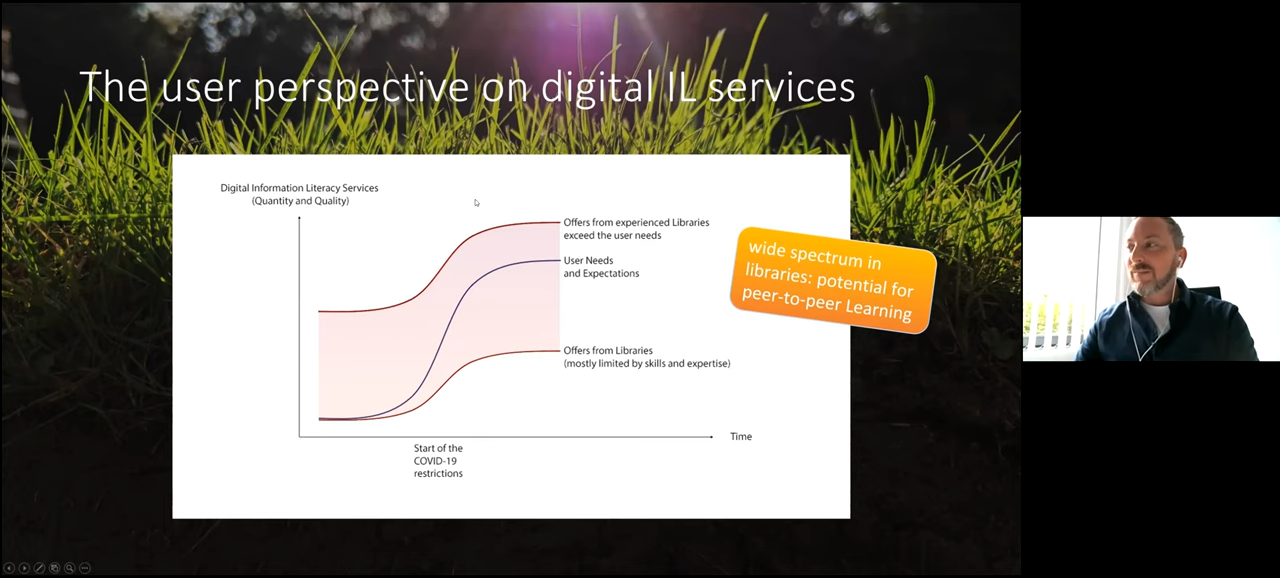 The user perspective on digital IL services
Digital Information Literacy Services
(Quantity and Quality)
Offers from experienced Libraries
exceed the user needs
User Needs
and Expectations
wide spectrum in
libraries: potential for
peer-to-peer Learning
Offers from Libraries
(mostly limited by skills and expertise)
Time
Start of the
COVID-19
restrictions